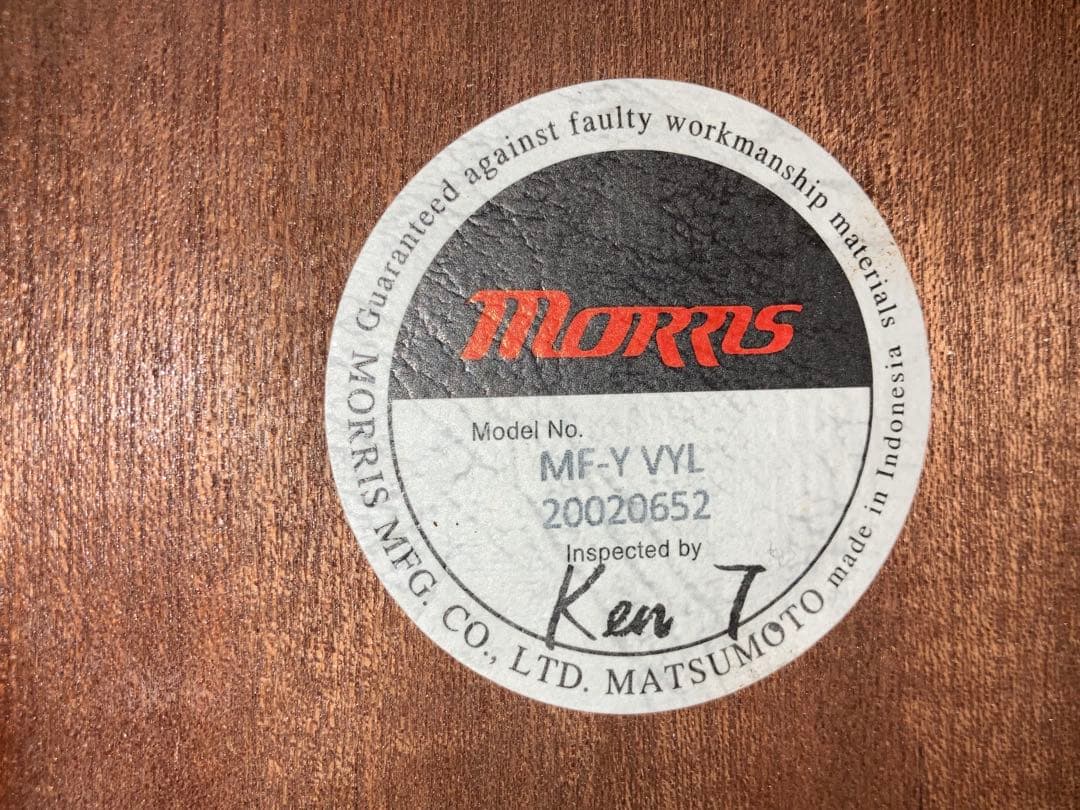 Guaranteed against faulty workmanship materials
MORRIS
Model No.
MF-Y VYL
20020652
Inspected by
Ken T
MORRIS MFG. CO., LTD. MATSUMOTO made in Indonesia